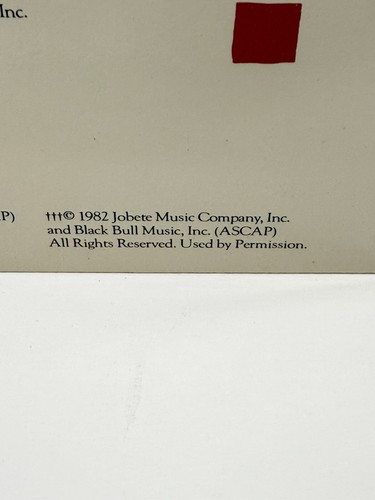 Inc.
P)
†††© 1982 Jobete Music Company, Inc.
and Black Bull Music, Inc. (ASCAP)
All Rights Reserved. Used by Permission.